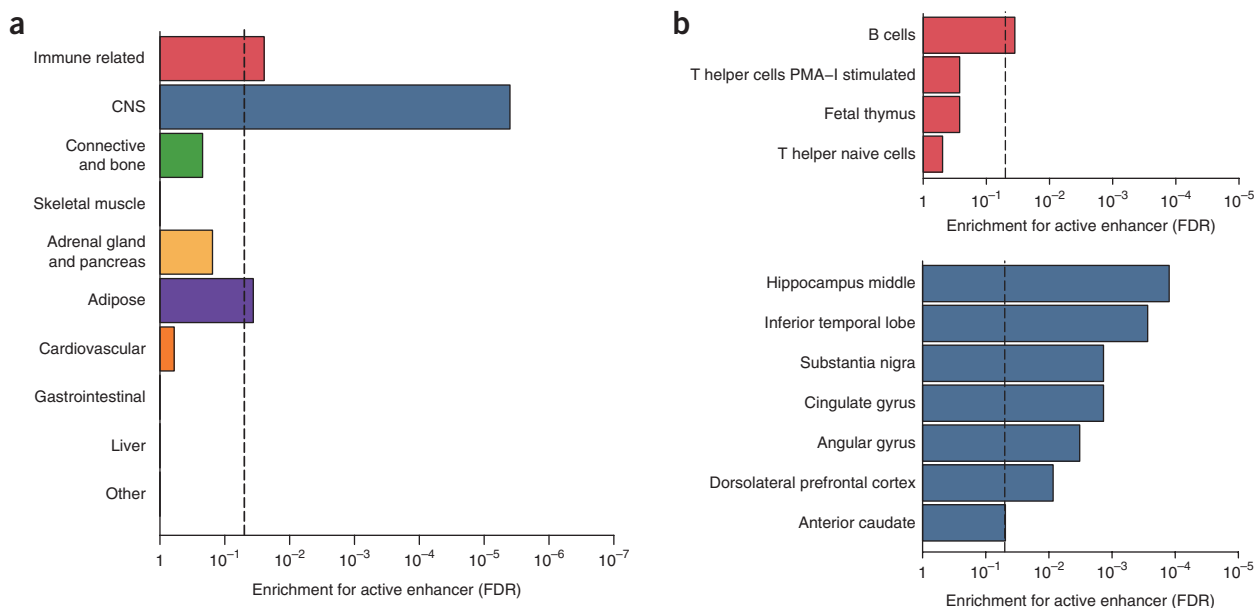 a
Immune related
CNS
Connective
and bone
Skeletal muscle
Adrenal gland
and pancreas
Adipose
Cardiovascular
Gastrointestinal
Liver
Other
1 10⁻¹ 10⁻² 10⁻³ 10⁻⁴ 10⁻⁵ 10⁻⁶ 10⁻⁷
Enrichment for active enhancer (FDR)
b
B cells
T helper cells PMA–I stimulated
Fetal thymus
T helper naive cells
1 10⁻¹ 10⁻² 10⁻³ 10⁻⁴ 10⁻⁵
Enrichment for active enhancer (FDR)
Hippocampus middle
Inferior temporal lobe
Substantia nigra
Cingulate gyrus
Angular gyrus
Dorsolateral prefrontal cortex
Anterior caudate
1 10⁻¹ 10⁻² 10⁻³ 10⁻⁴ 10⁻⁵
Enrichment for active enhancer (FDR)